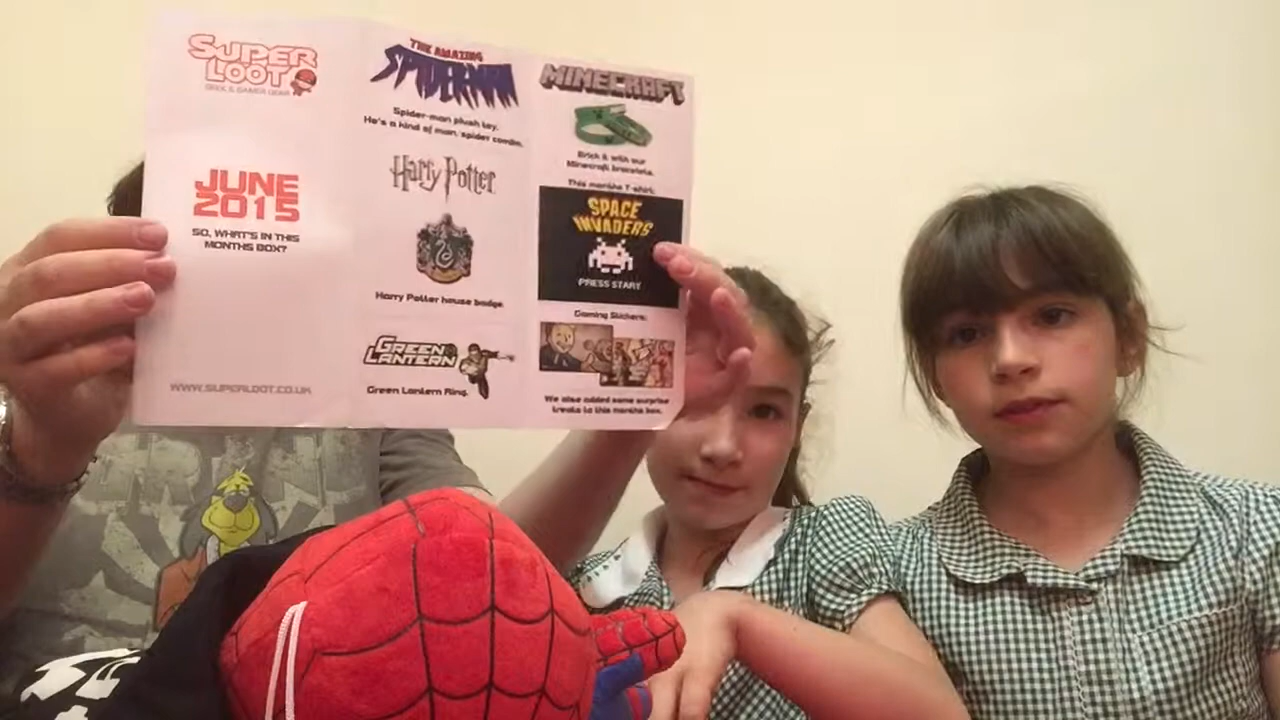 SUPER
LOOT
GEEK & GAMER GEAR
JUNE
2015
SO, WHAT'S IN THIS
MONTHS BOX?
WWW.SUPERLOOT.CO.UK
THE AMAZING
SPIDER-MAN
Spider-man plush toy.
He's a kind of man/spider combo.
Harry Potter
Harry Potter house badge.
GREEN
LANTERN
Green Lantern Ring.
MINECRAFT
Brick it with our
Minecraft bracelets.
This months T-shirt:
SPACE
INVADERS
PRESS START
Gaming Stickers:
We also added some surprise
treats to this months box.